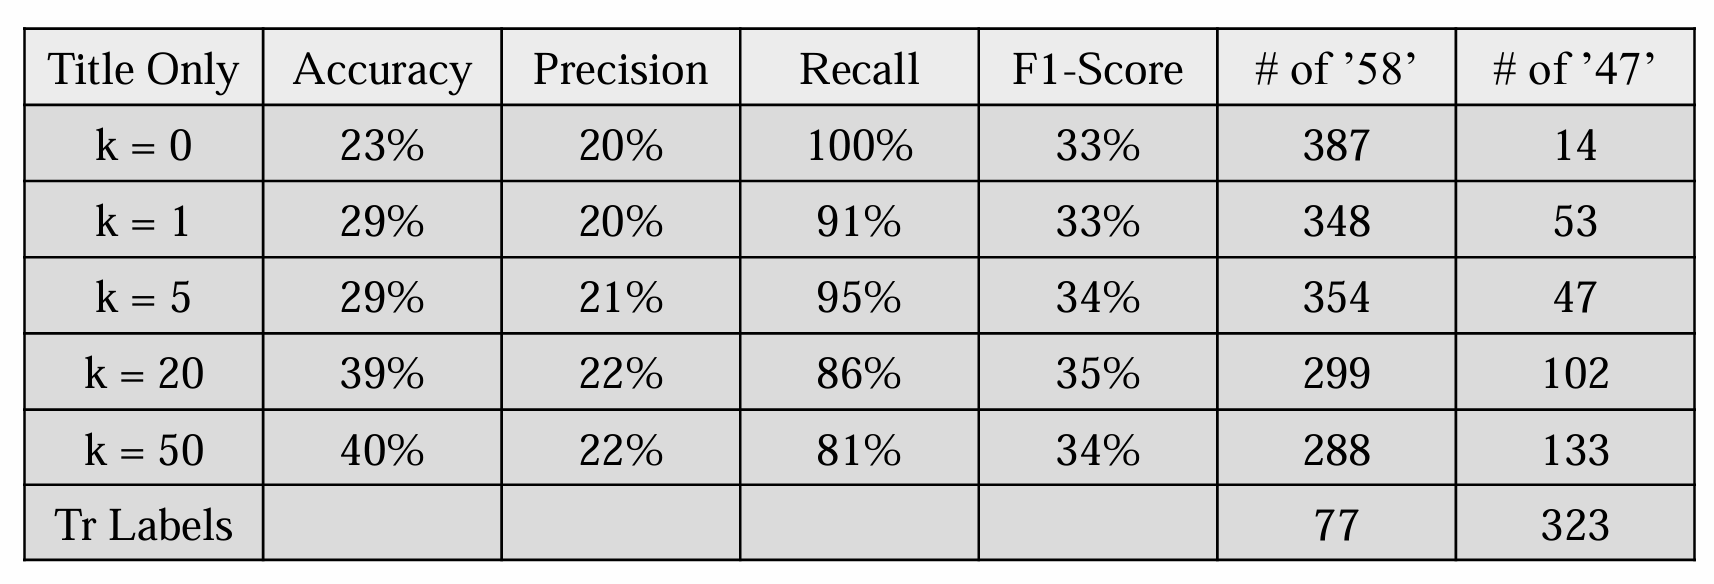 Title Only Accuracy Precision Recall F1-Score # of ’58’ # of ’47’
k = 0 23% 20% 100% 33% 387 14
k = 1 29% 20% 91% 33% 348 53
k = 5 29% 21% 95% 34% 354 47
k = 20 39% 22% 86% 35% 299 102
k = 50 40% 22% 81% 34% 288 133
Tr Labels 77 323